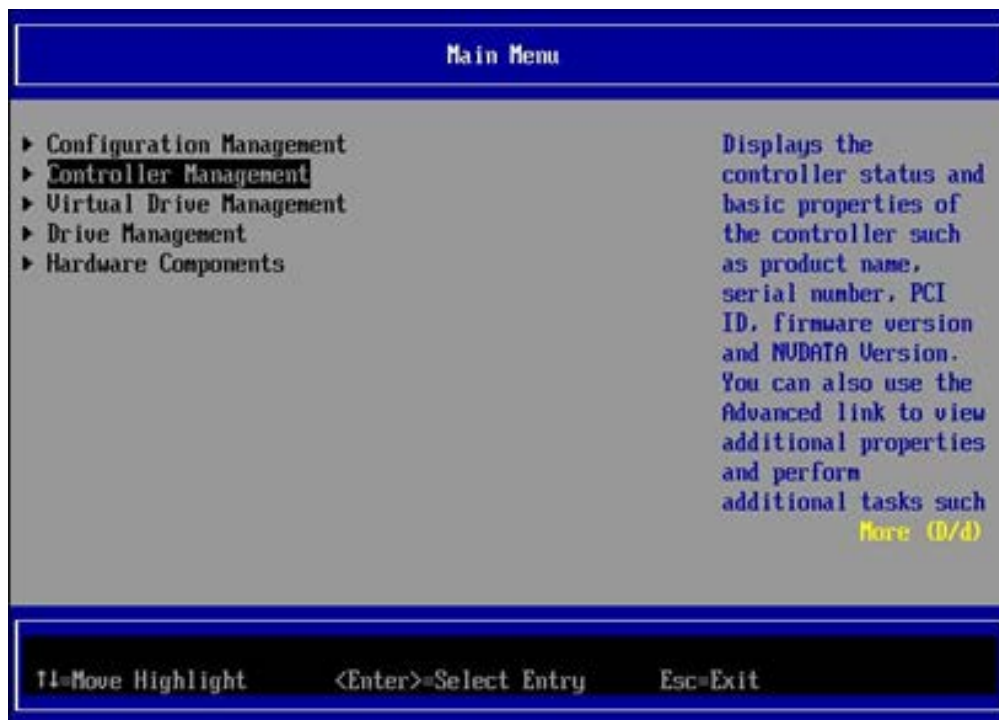 Main Menu
▶ Configuration Management
▶ Controller Management
▶ Virtual Drive Management
▶ Drive Management
▶ Hardware Components
Displays the
controller status and
basic properties of
the controller such
as product name,
serial number, PCI
ID, firmware version
and NVDATA Version.
You can also use the
Advanced link to view
additional properties
and perform
additional tasks such
More (D/d)
↑↓=Move Highlight <Enter>=Select Entry Esc=Exit